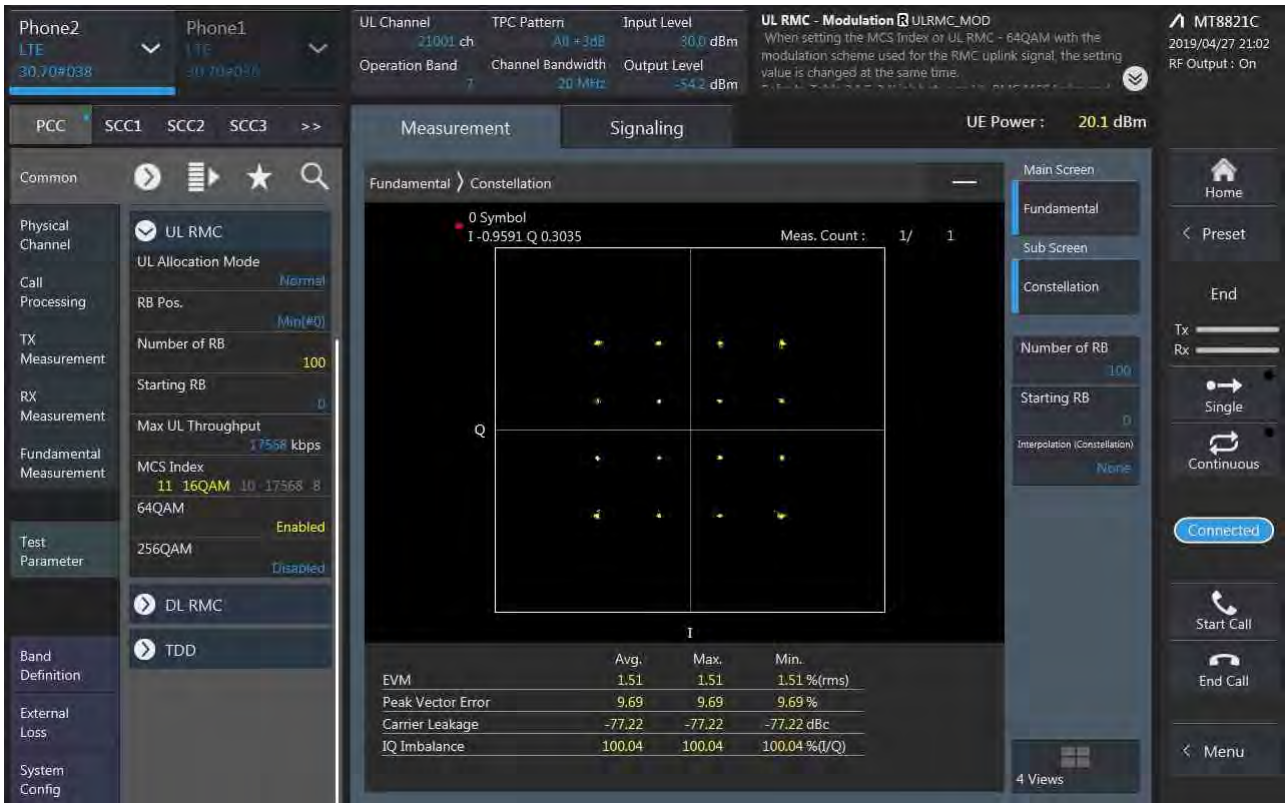 Phone2
LTE
30.70#038
Phone1
LTE
30.70#038
UL Channel
21001 ch
Operation Band
7
TPC Pattern
All +3dB
Channel Bandwidth
20 MHz
Input Level
30.0 dBm
Output Level
-54.2 dBm
UL RMC - Modulation R ULRMC_MOD
When setting the MCS Index or UL RMC - 64QAM with the
modulation scheme used for the RMC uplink signal, the setting
value is changed at the same time.
MT8821C
2019/04/27 21:02
RF Output : On
PCC
SCC1
SCC2
SCC3
>>
Measurement
Signaling
UE Power : 20.1 dBm
Common
Physical
Channel
Call
Processing
TX
Measurement
RX
Measurement
Fundamental
Measurement
Test
Parameter
Band
Definition
External
Loss
System
Config
UL RMC
UL Allocation Mode
Normal
RB Pos.
Min(#0)
Number of RB
100
Starting RB
0
Max UL Throughput
17568 kbps
MCS Index
11 16QAM 10 17568 8
64QAM
Enabled
256QAM
Disabled
DL RMC
TDD
Fundamental 〉 Constellation
0 Symbol
I -0.9591 Q 0.3035
Meas. Count : 1/ 1
Q
I
Avg. Max. Min.
EVM 1.51 1.51 1.51 %(rms)
Peak Vector Error 9.69 9.69 9.69 %
Carrier Leakage -77.22 -77.22 -77.22 dBc
IQ Imbalance 100.04 100.04 100.04 %(I/Q)
Main Screen
Fundamental
Sub Screen
Constellation
Number of RB
100
Starting RB
0
Interpolation (Constellation)
None
4 Views
Home
< Preset
End
Tx
Rx
Single
Continuous
Connected
Start Call
End Call
< Menu